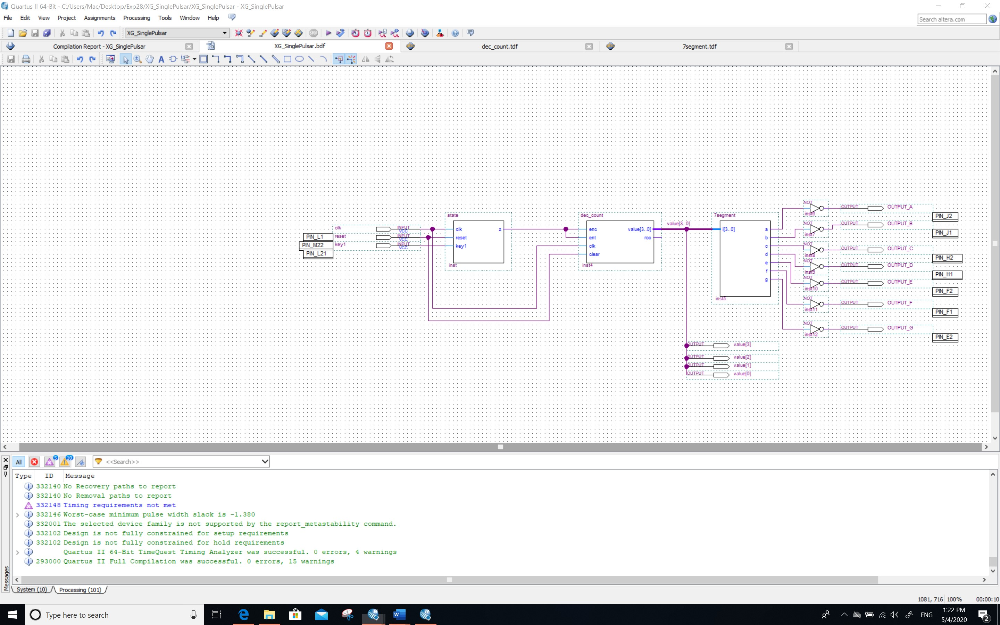 Quartus II 64-Bit - C:/Users/Mac/Desktop/Exp28/XG_SinglePulsar/XG_SinglePulsar - XG_SinglePulsar
File Edit View Project Assignments Processing Tools Window Help
Search altera.com
XG_SinglePulsar
STOP
Compilation Report - XG_SinglePulsar
XG_SinglePulsar.bdf
dec_count.tdf
7segment.tdf
A
state
clk z
reset
key1
inst
clk INPUT VCC
reset INPUT VCC
key1 INPUT VCC
PIN_L1
PIN_M22
PIN_L21
dec_count
enc value[3..0]
ent rco
clk
clear
inst4
value[3..0]
7segment
i[3..0] a
b
c
d
e
f
g
inst5
NOT inst6 OUTPUT OUTPUT_A
PIN_J2
NOT inst7 OUTPUT OUTPUT_B
PIN_J1
NOT inst8 OUTPUT OUTPUT_C
PIN_H2
NOT inst9 OUTPUT OUTPUT_D
PIN_H1
NOT inst10 OUTPUT OUTPUT_E
PIN_F2
NOT inst11 OUTPUT OUTPUT_F
PIN_F1
NOT inst12 OUTPUT OUTPUT_G
PIN_E2
OUTPUT value[3]
OUTPUT value[2]
OUTPUT value[1]
OUTPUT value[0]
All 5 10 <<Search>>
Type ID Message
332140 No Recovery paths to report
332140 No Removal paths to report
332148 Timing requirements not met
332146 Worst-case minimum pulse width slack is -1.380
332001 The selected device family is not supported by the report_metastability command.
332102 Design is not fully constrained for setup requirements
332102 Design is not fully constrained for hold requirements
Quartus II 64-Bit TimeQuest Timing Analyzer was successful. 0 errors, 4 warnings
293000 Quartus II Full Compilation was successful. 0 errors, 15 warnings
Messages
System (10) Processing (101)
1081, 716 100% 00:00:10
Type here to search
ENG
1:22 PM
5/4/2020
2